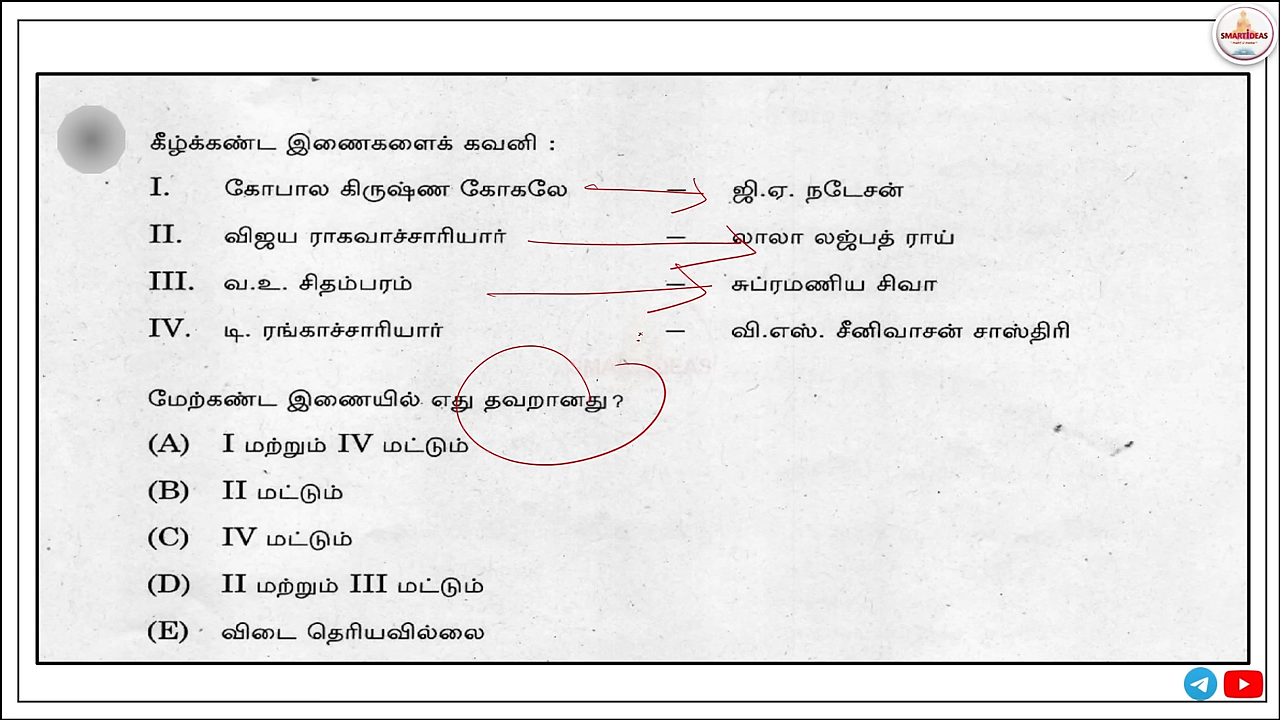 SMARTIDEAS
கீழ்க்கண்ட இணைகளைக் கவனி :
I. கோபால கிருஷ்ண கோகலே — ஜி.ஏ. நடேசன்
II. விஜய ராகவாச்சாரியார் — லாலா லஜ்பத் ராய்
III. வ.உ. சிதம்பரம் — சுப்ரமணிய சிவா
IV. டி. ரங்காச்சாரியார் — வி.எஸ். சீனிவாசன் சாஸ்திரி
மேற்கண்ட இணையில் எது தவறானது?
(A) I மற்றும் IV மட்டும்
(B) II மட்டும்
(C) IV மட்டும்
(D) II மற்றும் III மட்டும்
(E) விடை தெரியவில்லை